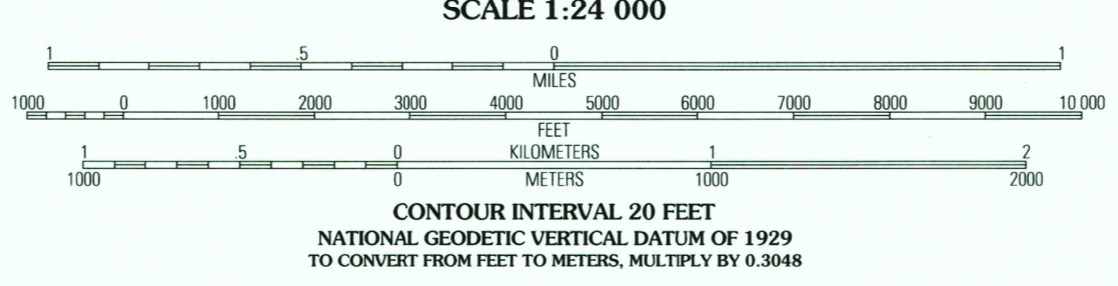 SCALE 1:24 000
1 .5 0 1
MILES
1000 0 1000 2000 3000 4000 5000 6000 7000 8000 9000 10 000
FEET
1 .5 0 KILOMETERS 1 2
1000 0 METERS 1000 2000
CONTOUR INTERVAL 20 FEET
NATIONAL GEODETIC VERTICAL DATUM OF 1929
TO CONVERT FROM FEET TO METERS, MULTIPLY BY 0.3048